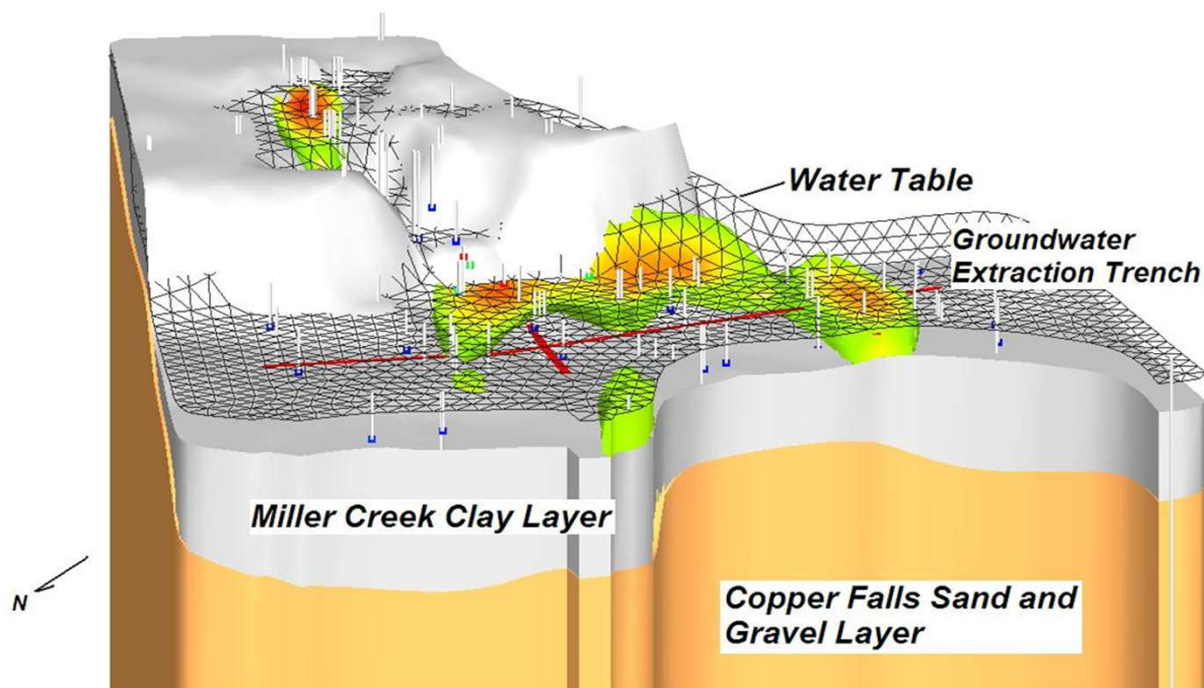 Water Table
Groundwater
Extraction Trench
Miller Creek Clay Layer
N
Copper Falls Sand and
Gravel Layer